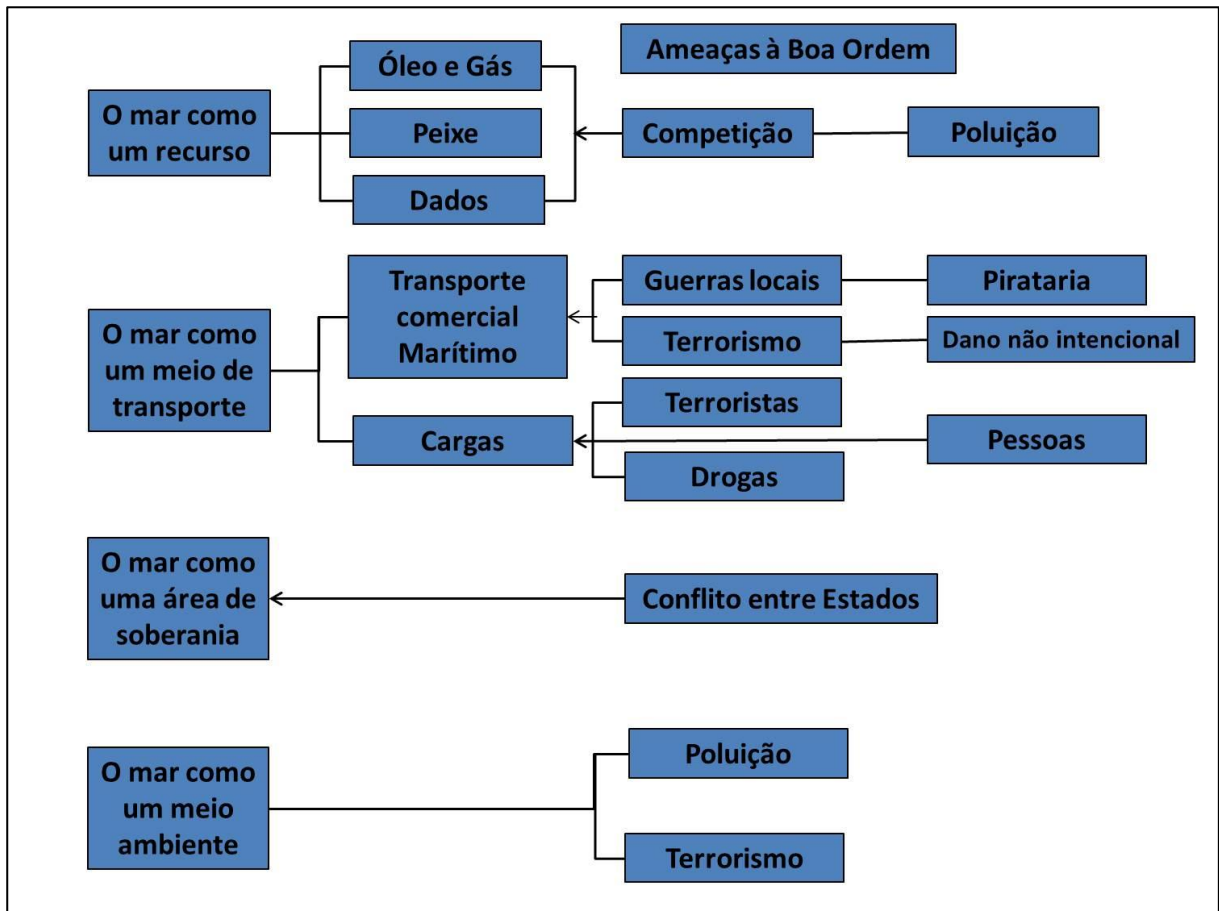 Ameaças à Boa Ordem
O mar como
um recurso
Óleo e Gás
Peixe
Dados
Competição
Poluição
O mar como
um meio de
transporte
Transporte
comercial
Marítimo
Guerras locais
Pirataria
Terrorismo
Dano não intencional
Cargas
Terroristas
Pessoas
Drogas
O mar como
uma área de
soberania
Conflito entre Estados
O mar como
um meio
ambiente
Poluição
Terrorismo